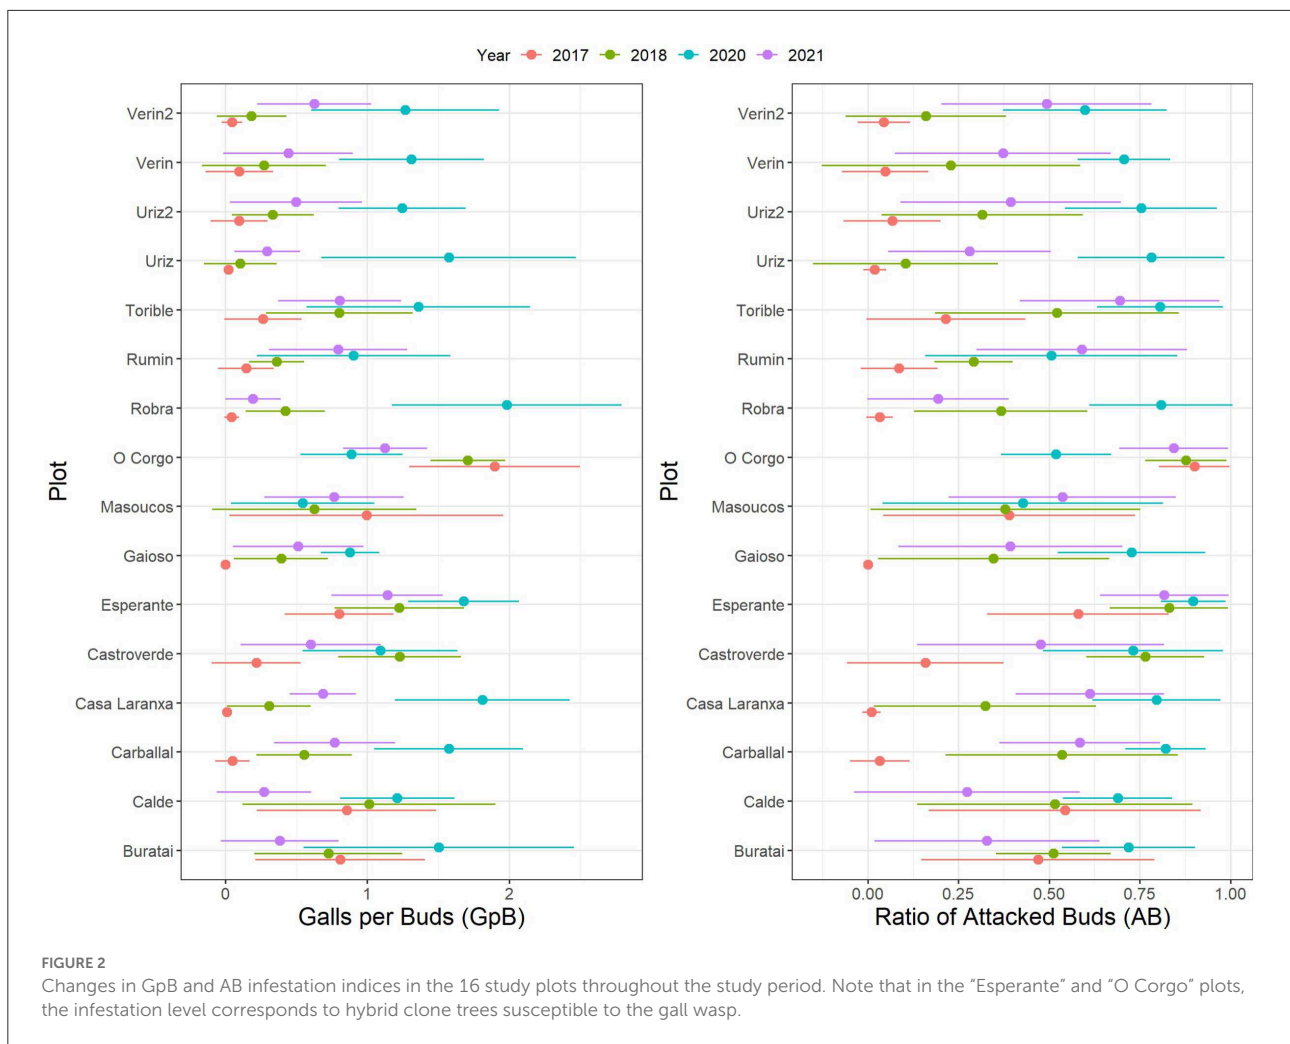 Year 2017 2018 2020 2021
Plot
Verin2
Verin
Uriz2
Uriz
Torible
Rumin
Robra
O Corgo
Masoucos
Gaioso
Esperante
Castroverde
Casa Laranxa
Carballal
Calde
Buratai
0 1 2
Galls per Buds (GpB)
Plot
Verin2
Verin
Uriz2
Uriz
Torible
Rumin
Robra
O Corgo
Masoucos
Gaioso
Esperante
Castroverde
Casa Laranxa
Carballal
Calde
Buratai
0.00 0.25 0.50 0.75 1.00
Ratio of Attacked Buds (AB)
FIGURE 2
Changes in GpB and AB infestation indices in the 16 study plots throughout the study period. Note that in the “Esperante” and “O Corgo” plots,
the infestation level corresponds to hybrid clone trees susceptible to the gall wasp.